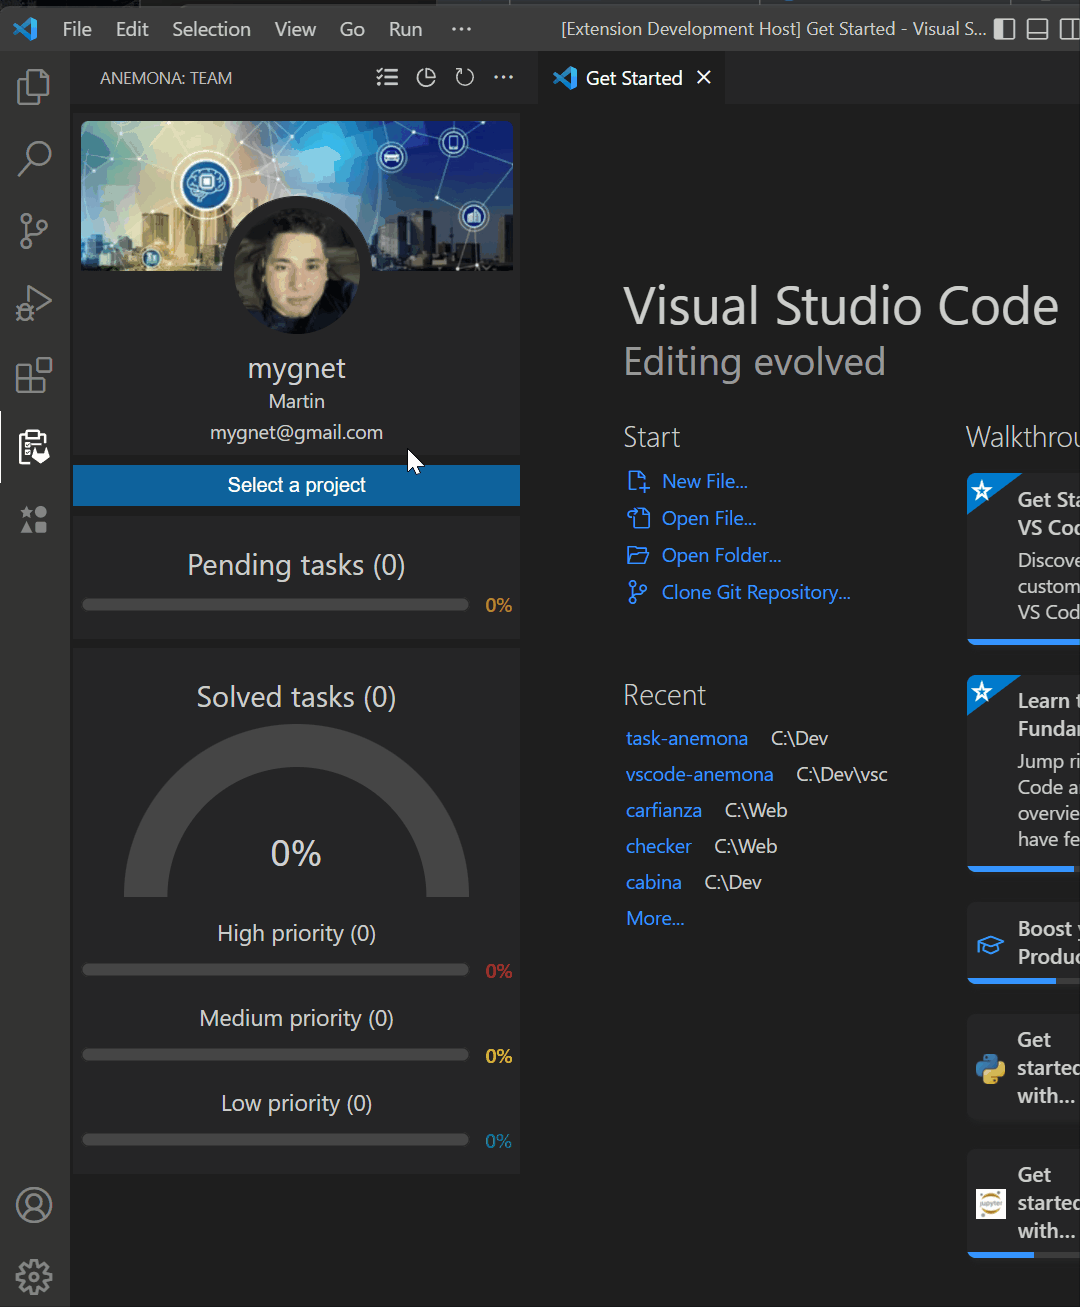 File Edit Selection View Go Run ··· [Extension Development Host] Get Started - Visual S...
ANEMONA: TEAM
Get Started
mygnet
Martin
mygnet@gmail.com
Select a project
Pending tasks (0)
0%
Solved tasks (0)
0%
High priority (0)
0%
Medium priority (0)
0%
Low priority (0)
0%
Visual Studio Code
Editing evolved
Start
New File...
Open File...
Open Folder...
Clone Git Repository...
Recent
task-anemona C:\Dev
vscode-anemona C:\Dev\vsc
carfianza C:\Web
checker C:\Web
cabina C:\Dev
More...
Walkthrou
Get Sta
VS Cod
Discove
custom
VS Cod
Learn t
Fundar
Jump ri
Code a
overvie
have fe
Boost y
Produc
Get
started
with...
Get
started
with...
jupyter